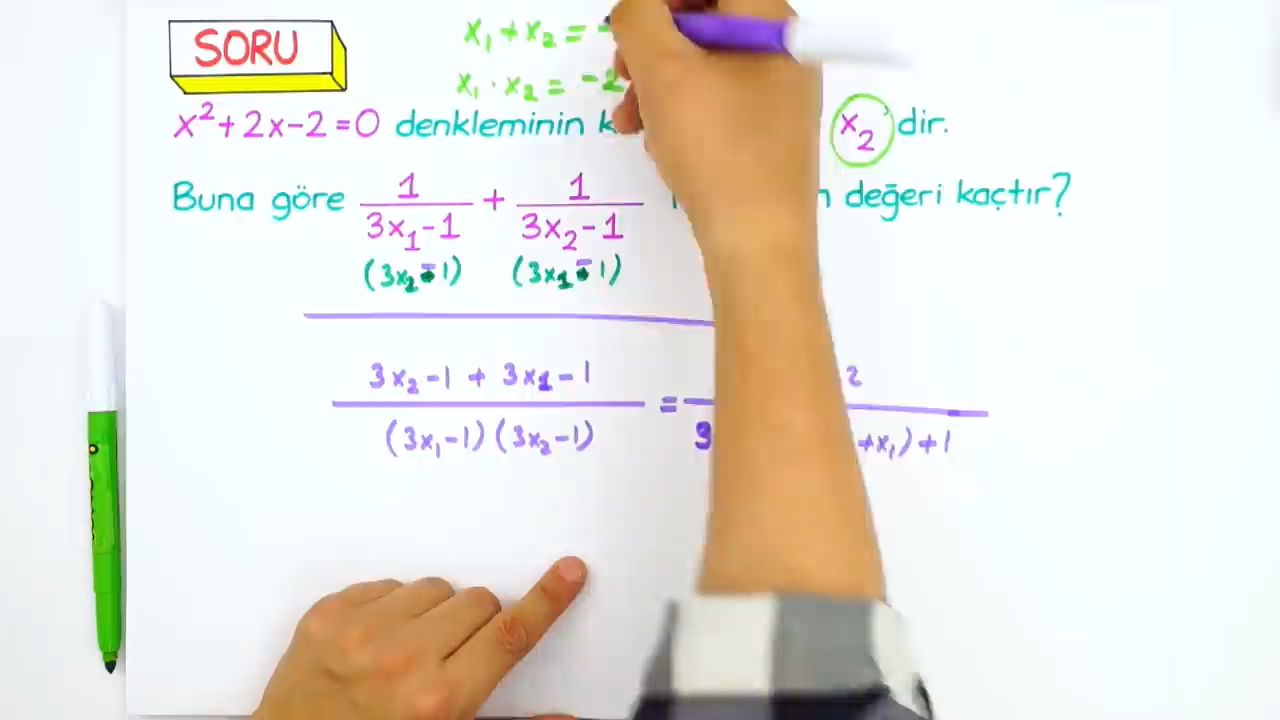 SORU
x₁ + x₂ = -
x₁ · x₂ = -2
x² + 2x - 2 = 0 denkleminin k x₂ 'dir.
Buna göre 1/(3x₁-1) + 1/(3x₂-1) n değeri kaçtır?
(3x₂-1) (3x₁-1)
3x₂-1 + 3x₁-1 2
=
(3x₁-1)(3x₂-1) 9 +x₁)+1